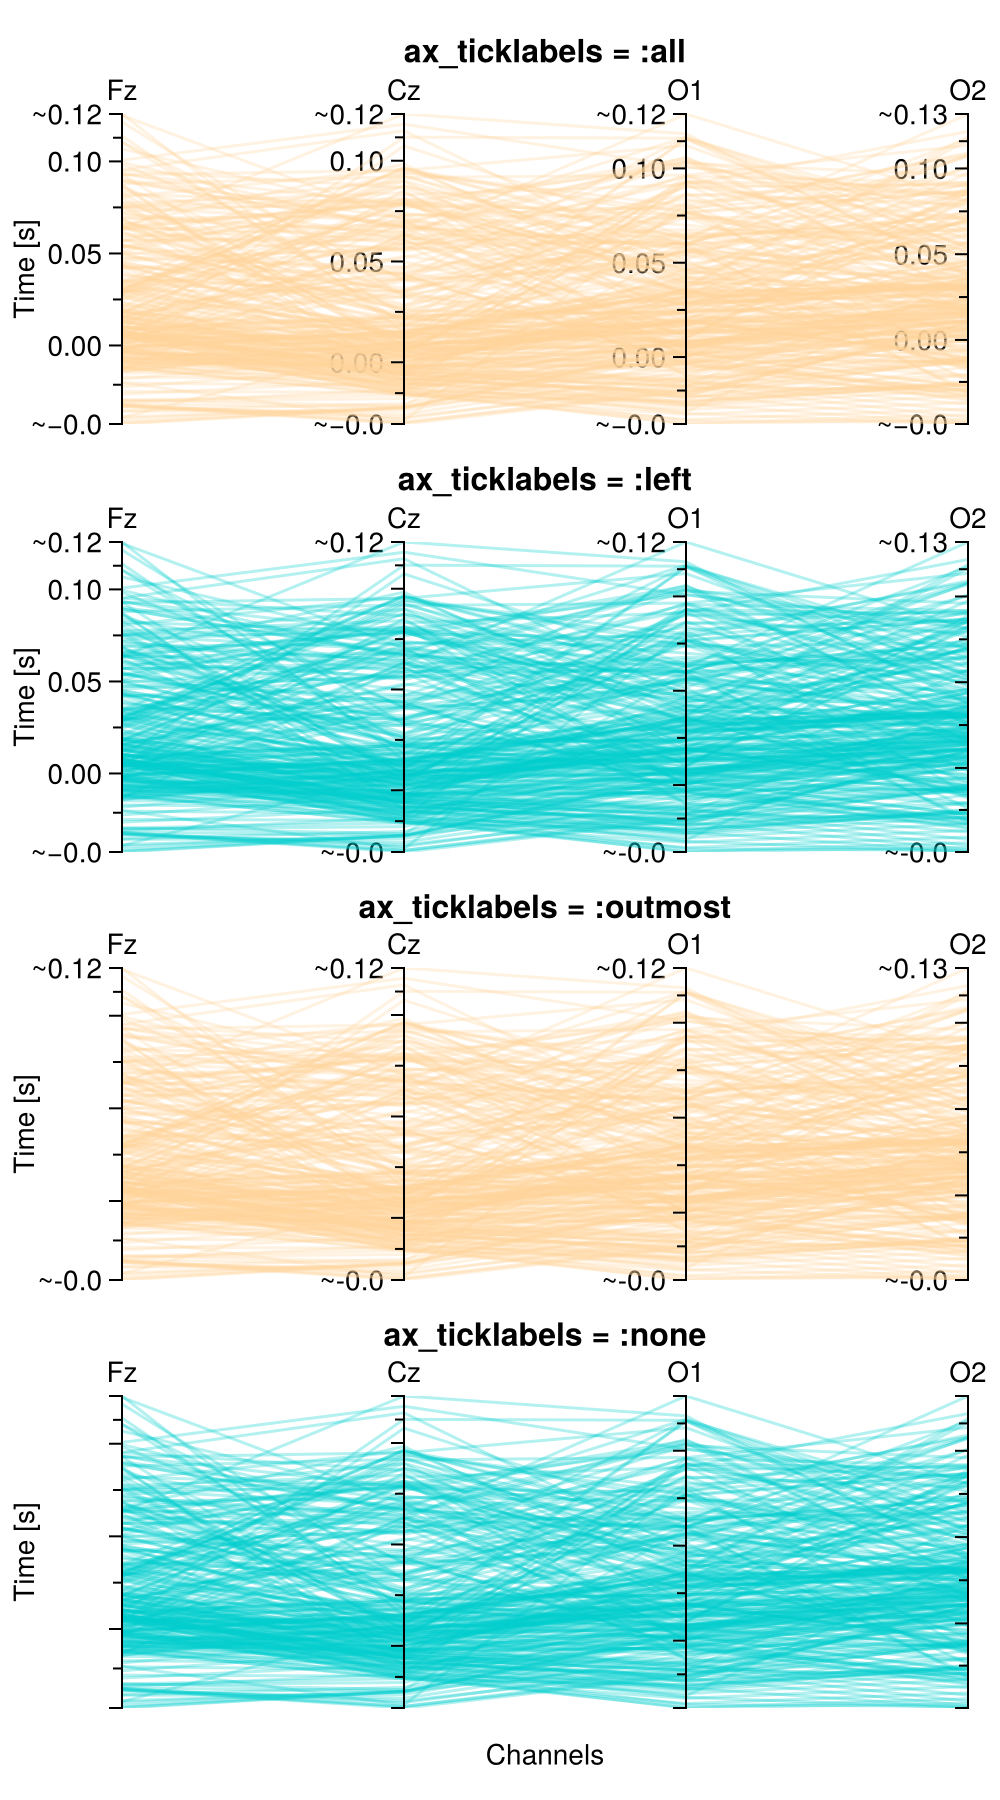 ax_ticklabels = :all
Fz Cz O1 O2
~0.12 ~0.12 ~0.12 ~0.13
0.10 0.10 0.10 0.10
0.05 0.05 0.05 0.05
0.00 0.00 0.00 0.00
~−0.0 ~−0.0 ~−0.0 ~−0.0
Time [s]
ax_ticklabels = :left
Fz Cz O1 O2
~0.12 ~0.12 ~0.12 ~0.13
0.10
0.05
0.00
~−0.0 ~-0.0 ~-0.0 ~-0.0
Time [s]
ax_ticklabels = :outmost
Fz Cz O1 O2
~0.12 ~0.12 ~0.12 ~0.13
~-0.0 ~-0.0 ~-0.0 ~-0.0
Time [s]
ax_ticklabels = :none
Fz Cz O1 O2
Time [s]
Channels